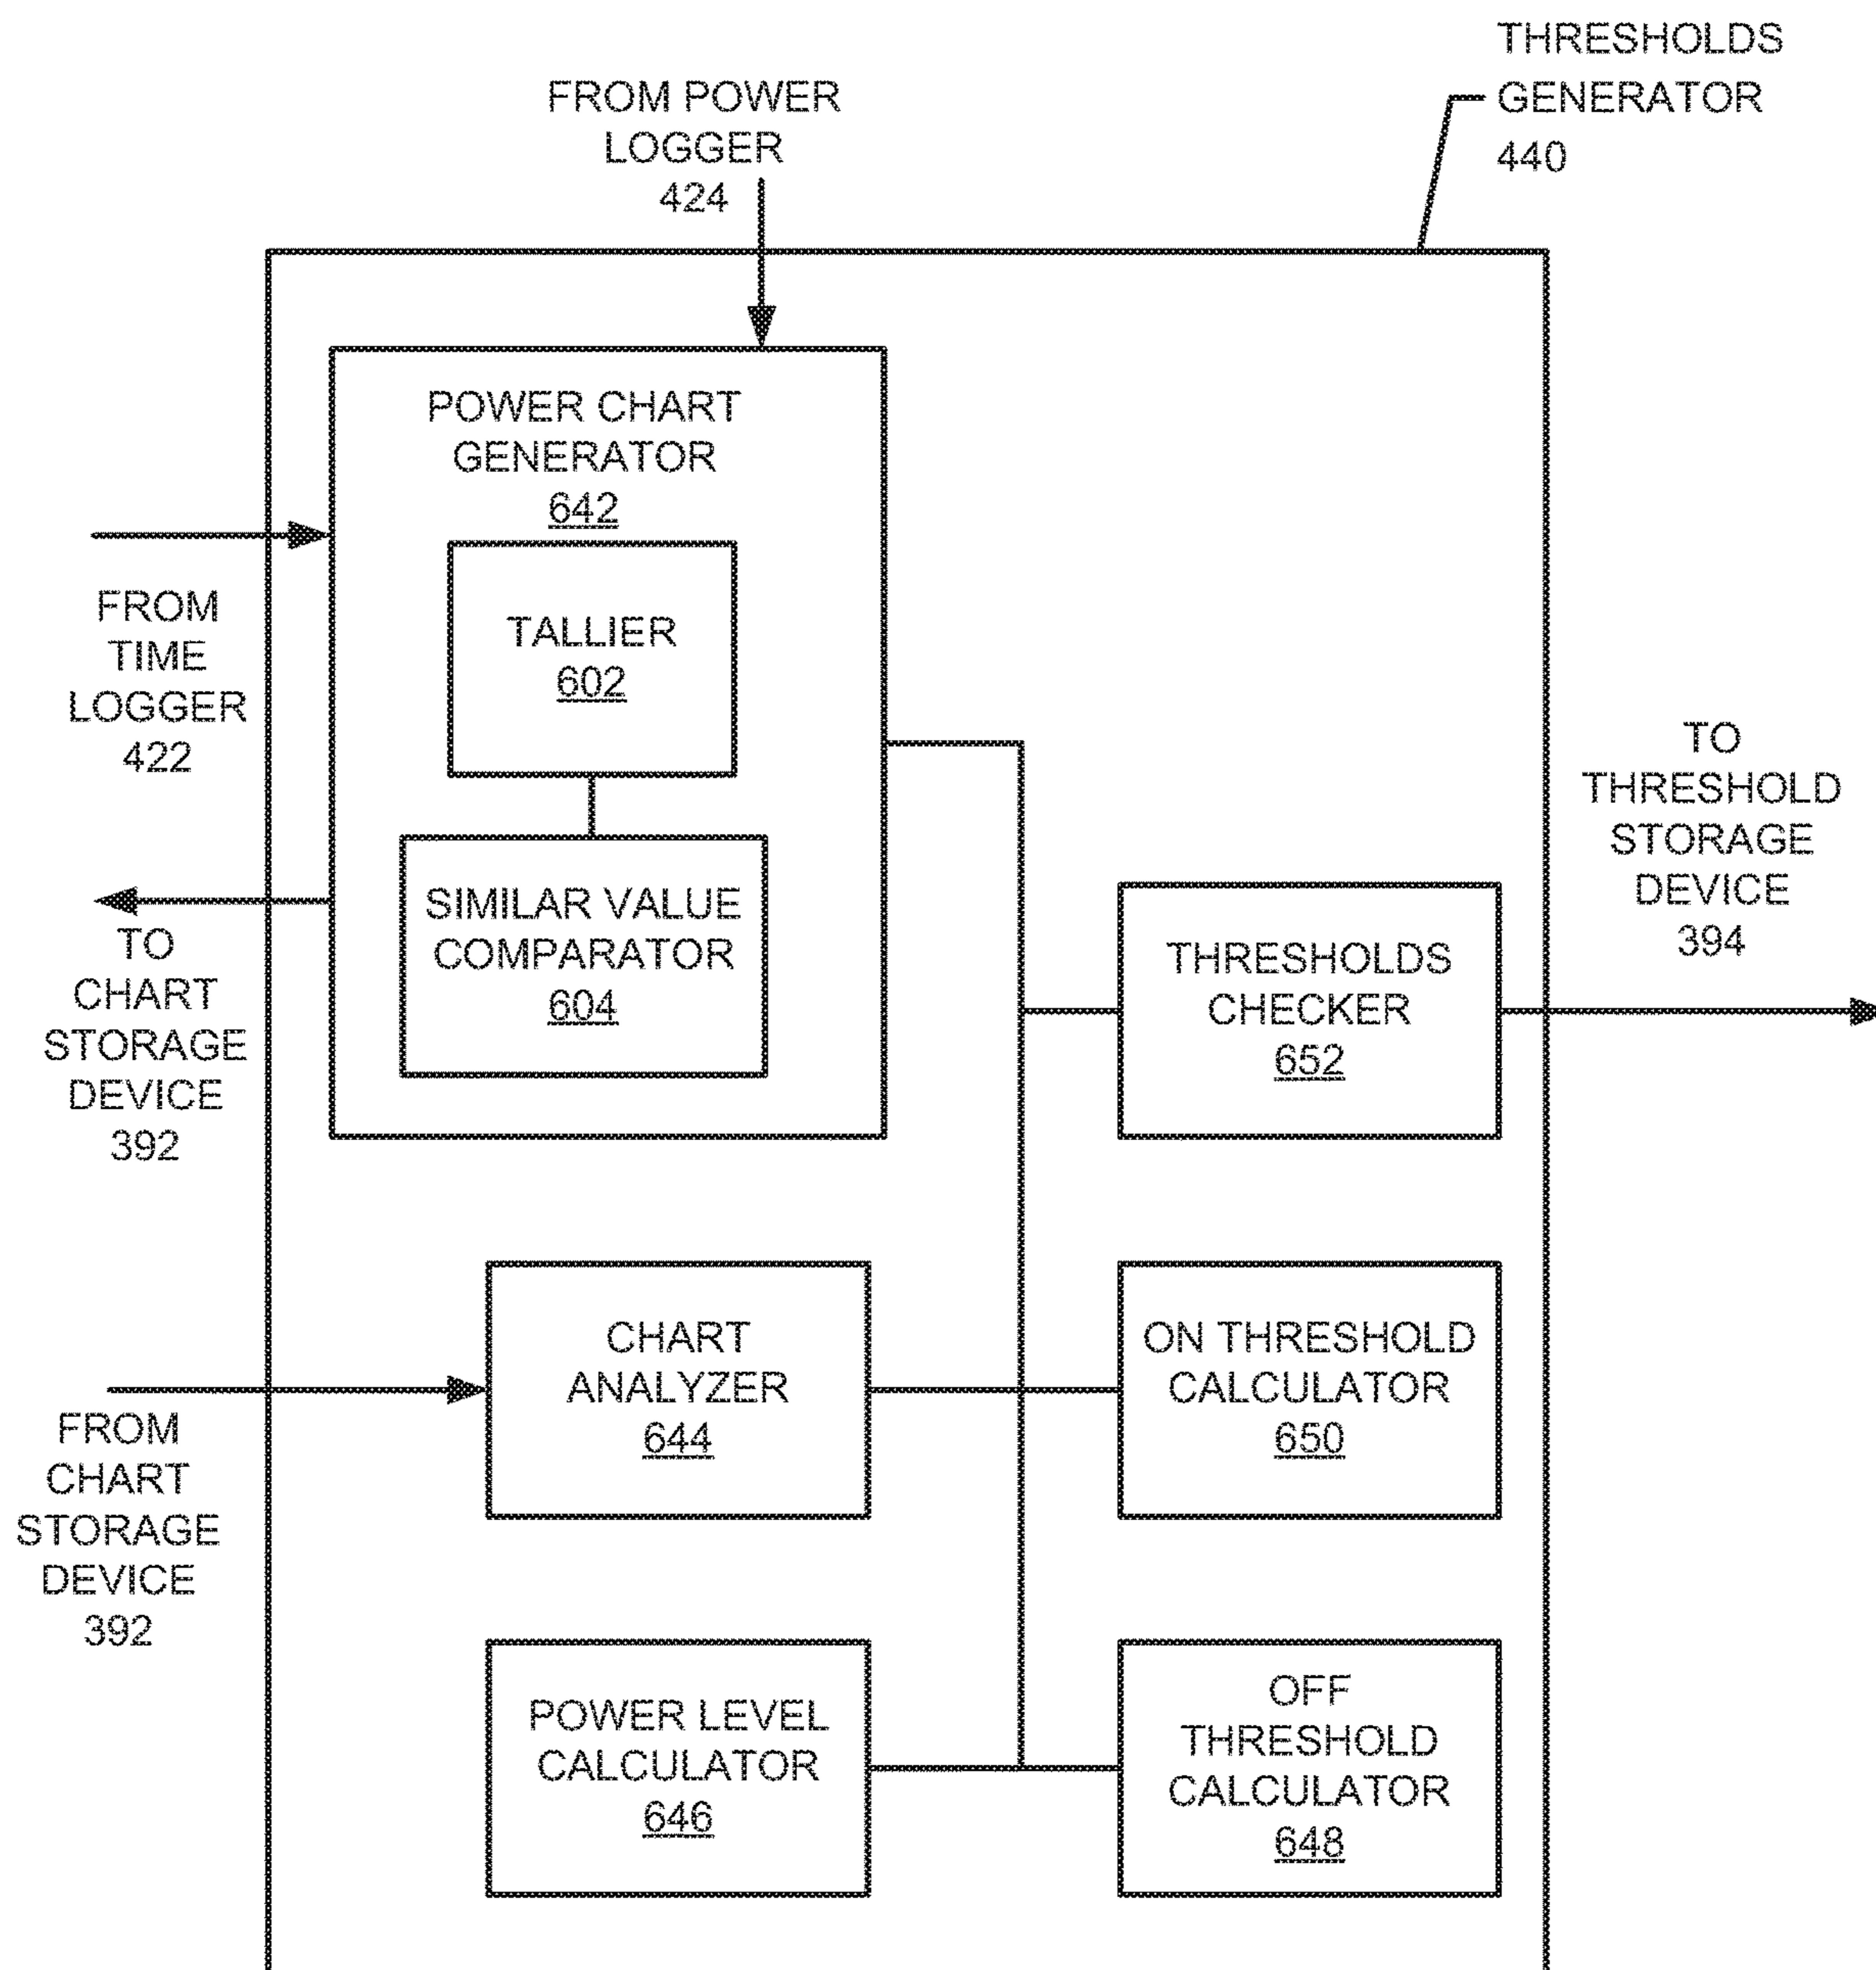 THRESHOLDS
GENERATOR
440
FROM POWER
LOGGER
424
POWER CHART
GENERATOR
642
TALLIER
602
SIMILAR VALUE
COMPARATOR
604
FROM
TIME
LOGGER
422
TO
CHART
STORAGE
DEVICE
392
TO
THRESHOLD
STORAGE
DEVICE
394
THRESHOLDS
CHECKER
652
CHART
ANALYZER
644
ON THRESHOLD
CALCULATOR
650
FROM
CHART
STORAGE
DEVICE
392
POWER LEVEL
CALCULATOR
646
OFF
THRESHOLD
CALCULATOR
648